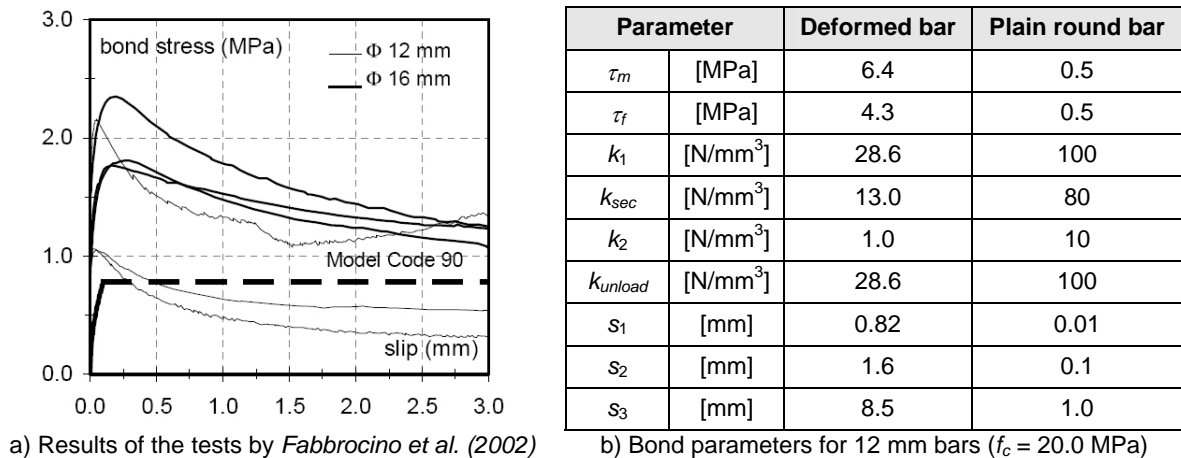 3.0
bond stress (MPa)
Φ 12 mm
Φ 16 mm
2.0
1.0
Model Code 90
slip (mm)
0.0
0.0 0.5 1.0 1.5 2.0 2.5 3.0
a) Results of the tests by Fabbrocino et al. (2002)
Parameter Deformed bar Plain round bar
τm [MPa] 6.4 0.5
τf [MPa] 4.3 0.5
k1 [N/mm³] 28.6 100
ksec [N/mm³] 13.0 80
k2 [N/mm³] 1.0 10
kunload [N/mm³] 28.6 100
s1 [mm] 0.82 0.01
s2 [mm] 1.6 0.1
s3 [mm] 8.5 1.0
b) Bond parameters for 12 mm bars (fc = 20.0 MPa)